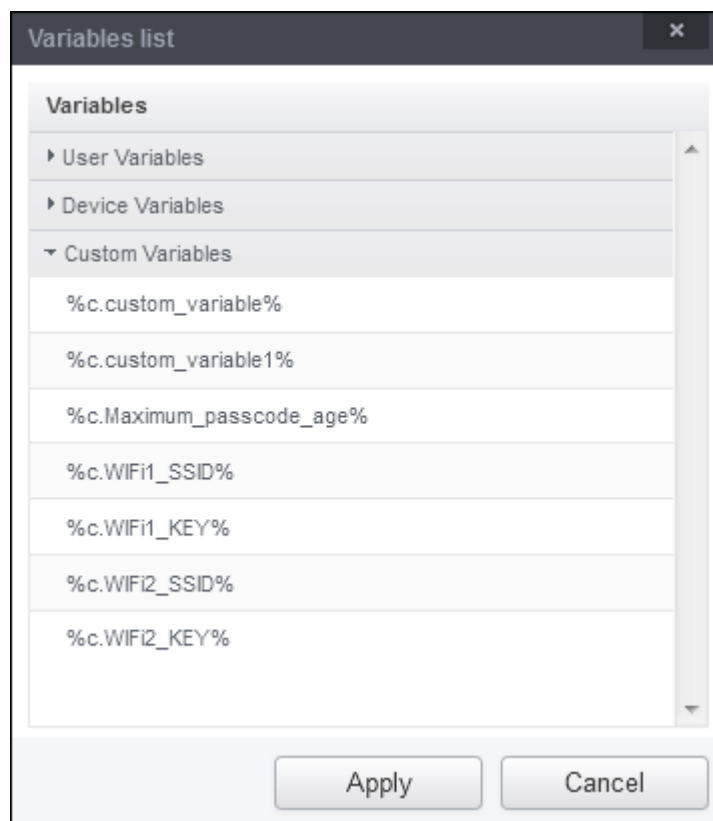 Variables list
Variables
User Variables
Device Variables
Custom Variables
%c.custom_variable%
%c.custom_variable1%
%c.Maximum_passcode_age%
%c.WIFi1_SSID%
%c.WIFi1_KEY%
%c.WIFi2_SSID%
%c.WIFi2_KEY%
Apply Cancel